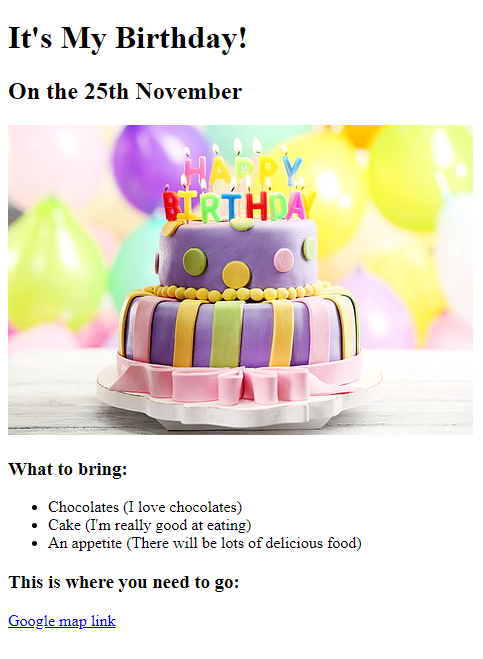 It's My Birthday!
On the 25th November
HAPPY
BIRTHDAY
What to bring:
Chocolates (I love chocolates)
Cake (I'm really good at eating)
An appetite (There will be lots of delicious food)
This is where you need to go:
Google map link